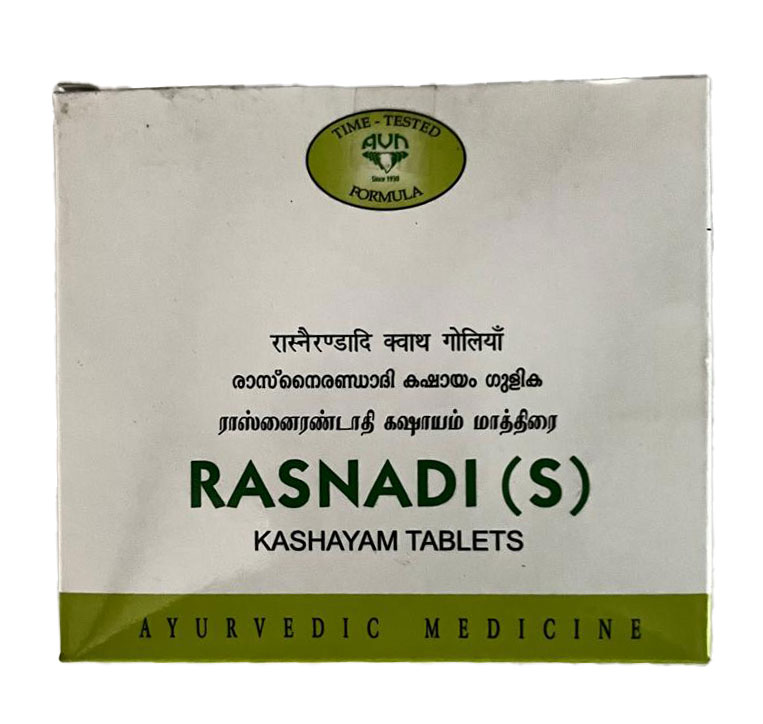 TIME - TESTED
AVN
Since 1930
FORMULA
रास्नैरण्डादि क्वाथ गोलियाँ
രാസ്നൈരണ്ഡാദി കഷായം ഗുളിക
ராஸ்னைரண்டாதி கஷாயம் மாத்திரை
RASNADI (S)
KASHAYAM TABLETS
AYURVEDIC MEDICINE